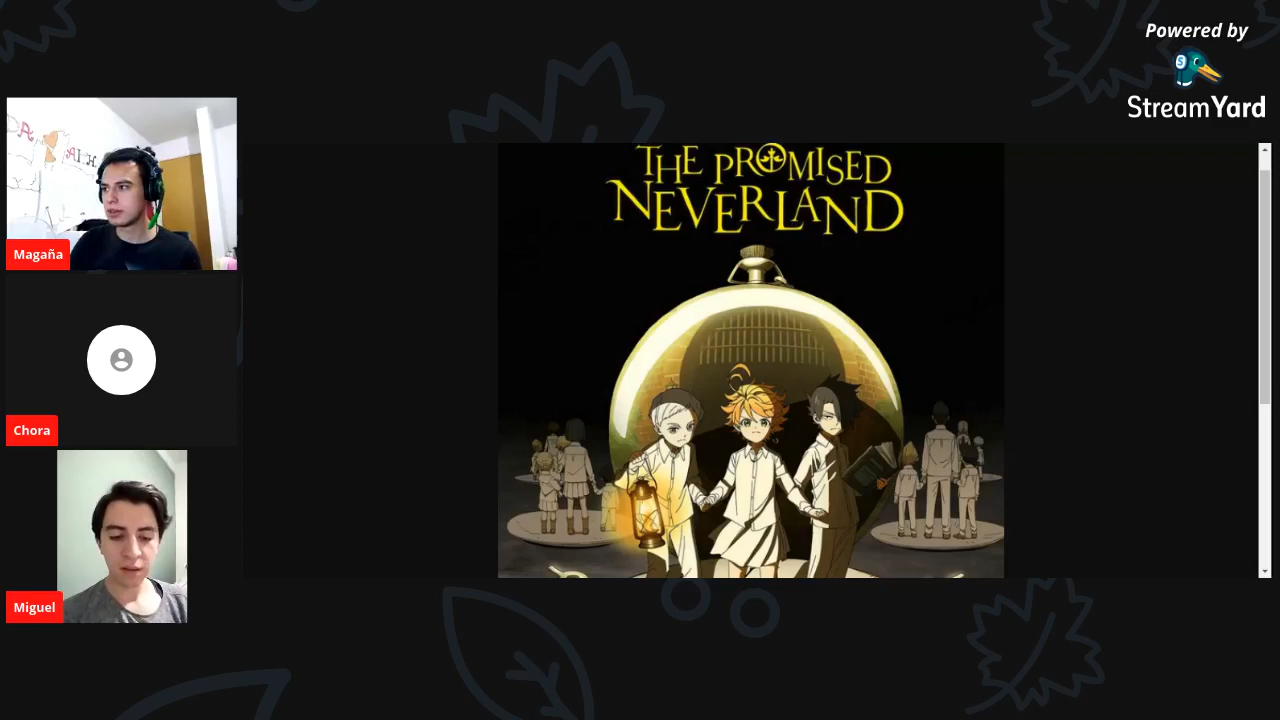 Powered by
StreamYard
THE PROMISED
NEVERLAND
Magaña
Chora
Miguel